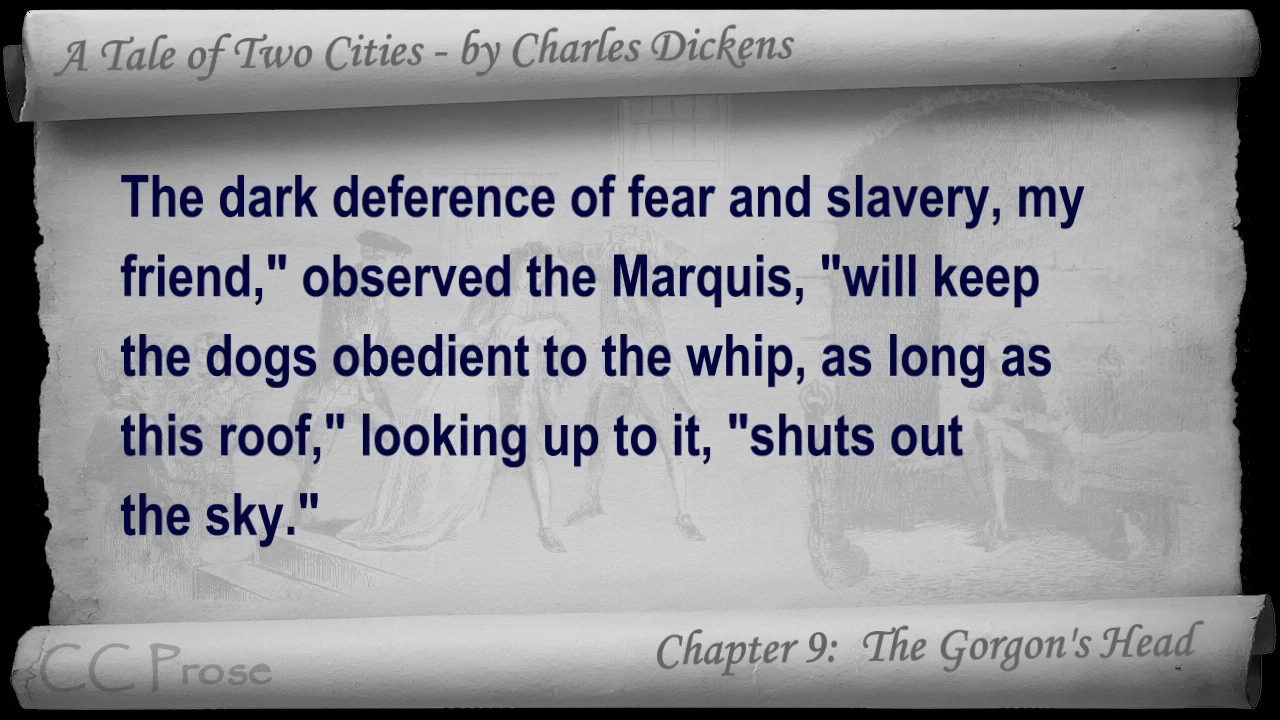 A Tale of Two Cities - by Charles Dickens
The dark deference of fear and slavery, my
friend," observed the Marquis, "will keep
the dogs obedient to the whip, as long as
this roof," looking up to it, "shuts out
the sky."
CC Prose
Chapter 9: The Gorgon's Head